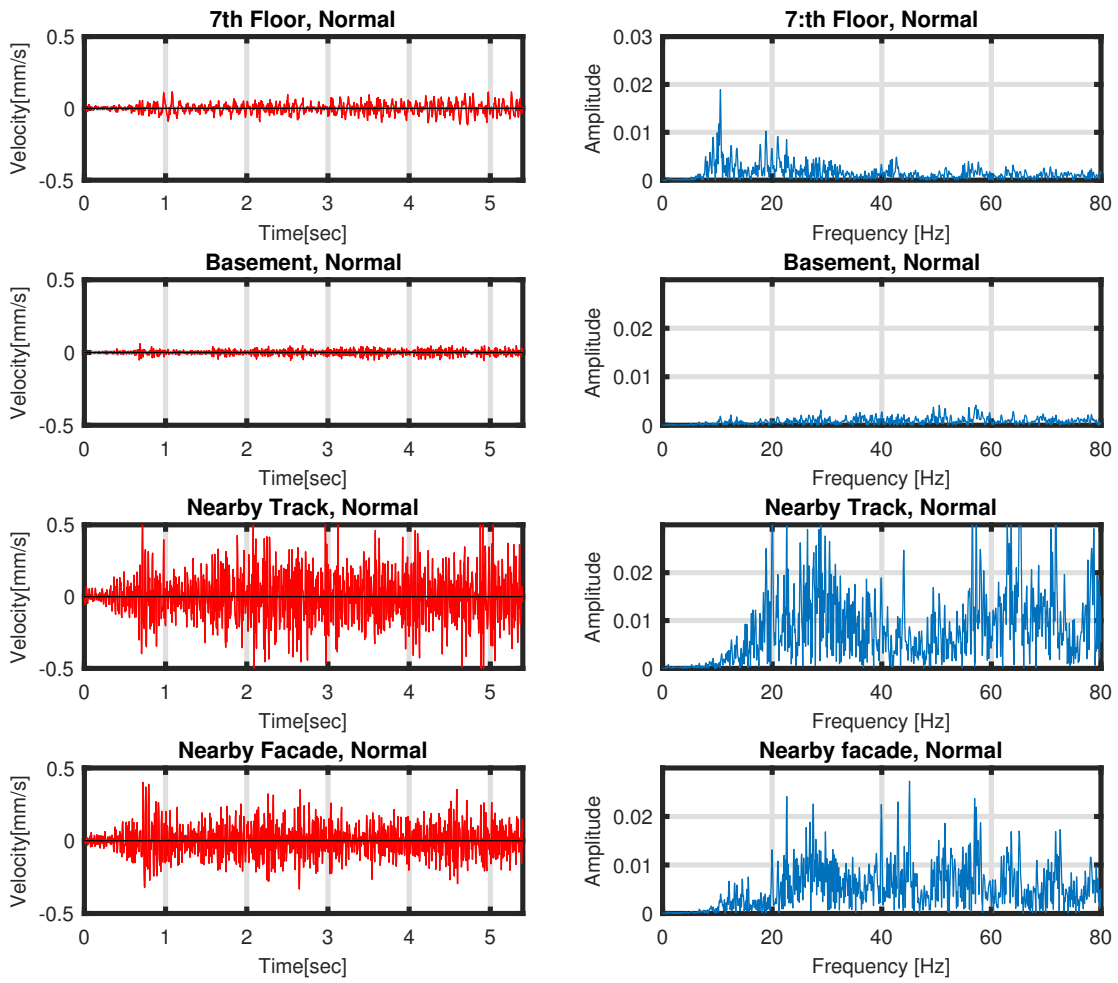 7th Floor, Normal
7:th Floor, Normal
0.5
0
-0.5
Velocity[mm/s]
0 1 2 3 4 5
Time[sec]
0.03
0.02
0.01
0
Amplitude
0 20 40 60 80
Frequency [Hz]
Basement, Normal
Basement, Normal
0.5
0
-0.5
Velocity[mm/s]
0 1 2 3 4 5
Time[sec]
0.02
0.01
0
Amplitude
0 20 40 60 80
Frequency [Hz]
Nearby Track, Normal
Nearby Track, Normal
0.5
0
-0.5
Velocity[mm/s]
0 1 2 3 4 5
Time[sec]
0.02
0.01
0
Amplitude
0 20 40 60 80
Frequency [Hz]
Nearby Facade, Normal
Nearby facade, Normal
0.5
0
-0.5
Velocity[mm/s]
0 1 2 3 4 5
Time[sec]
0.02
0.01
0
Amplitude
0 20 40 60 80
Frequency [Hz]